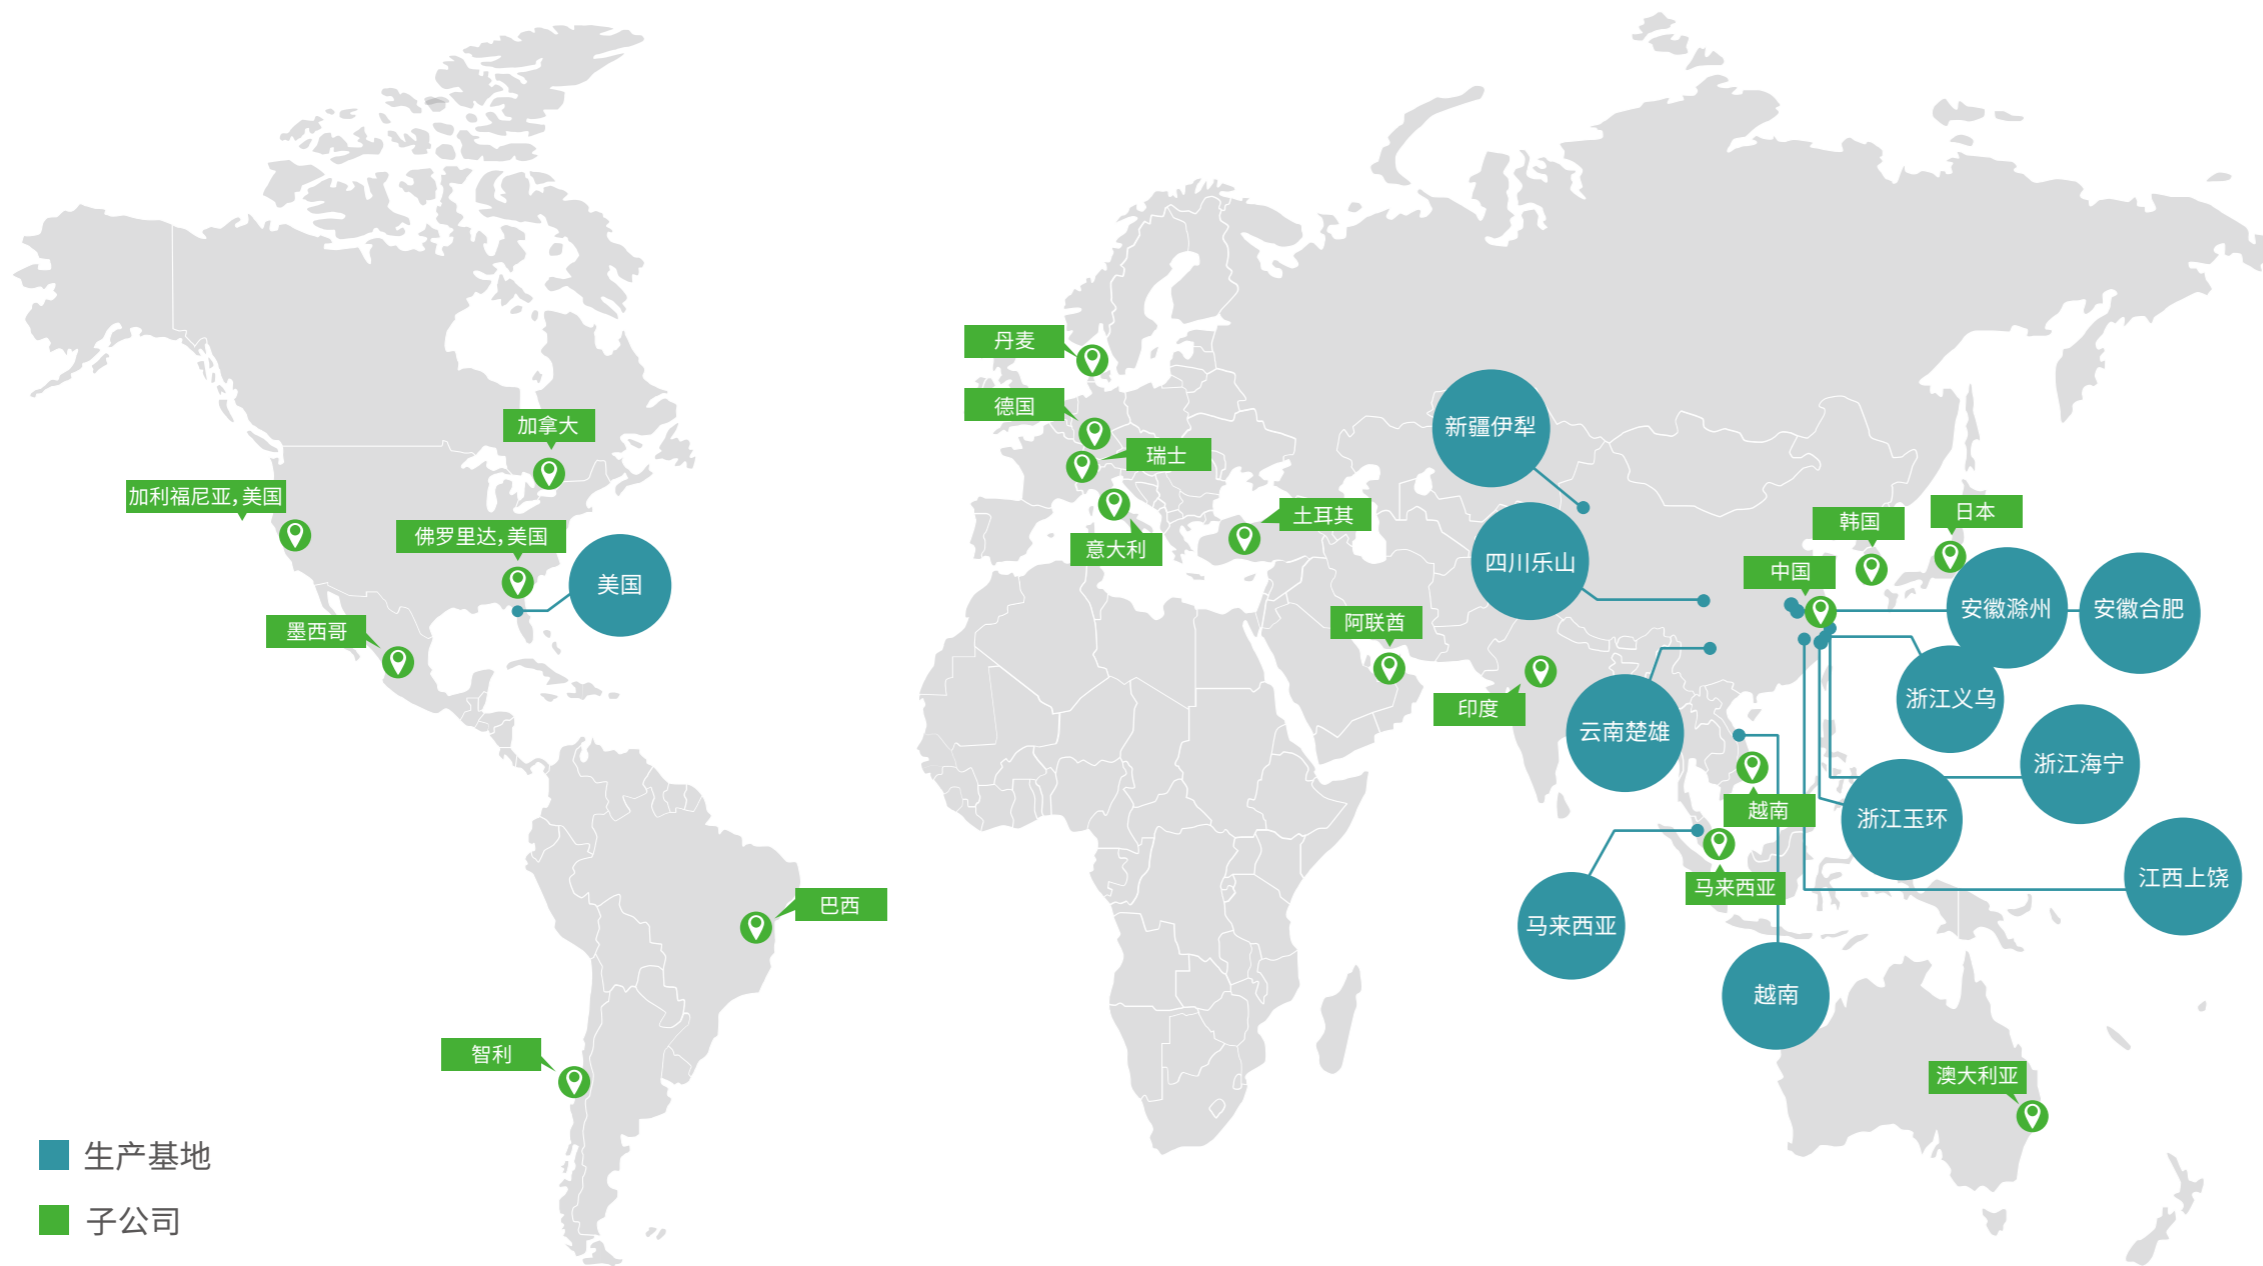 丹麦
新疆伊犁
德国
加拿大
瑞士
加利福尼亚，美国
佛罗里达，美国
土耳其
韩国
日本
意大利
四川乐山
中国
美国
安徽滁州
安徽合肥
墨西哥
阿联酋
浙江义乌
印度
云南楚雄
浙江海宁
越南
浙江玉环
马来西亚
江西上饶
巴西
马来西亚
越南
智利
澳大利亚
生产基地
子公司